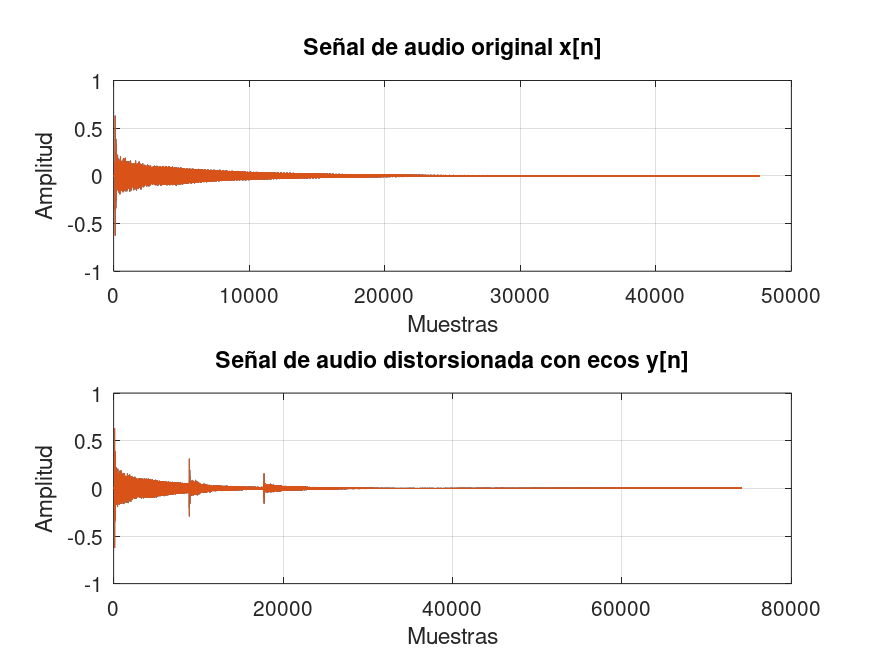 Señal de audio original x[n]
1
0.5
0
-0.5
-1
Amplitud
0 10000 20000 30000 40000 50000
Muestras
Señal de audio distorsionada con ecos y[n]
1
0.5
0
-0.5
-1
Amplitud
0 20000 40000 60000 80000
Muestras